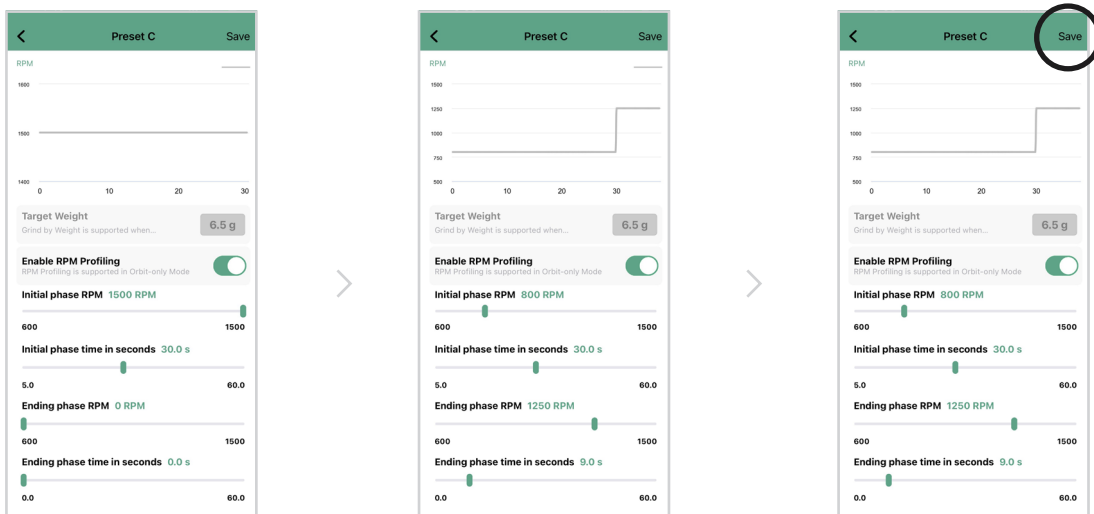 Preset C Save
RPM
1600
1500
1400
0 10 20 30
Target Weight
Grind by Weight is supported when...
6.5 g
Enable RPM Profiling
RPM Profiling is supported in Orbit-only Mode
Initial phase RPM 1500 RPM
600 1500
Initial phase time in seconds 30.0 s
5.0 60.0
Ending phase RPM 0 RPM
600 1500
Ending phase time in seconds 0.0 s
0.0 60.0
Preset C Save
RPM
1500
1250
1000
750
500
0 10 20 30
Target Weight
Grind by Weight is supported when...
6.5 g
Enable RPM Profiling
RPM Profiling is supported in Orbit-only Mode
Initial phase RPM 800 RPM
600 1500
Initial phase time in seconds 30.0 s
5.0 60.0
Ending phase RPM 1250 RPM
600 1500
Ending phase time in seconds 9.0 s
0.0 60.0
Preset C Save
RPM
1500
1250
1000
750
500
0 10 20 30
Target Weight
Grind by Weight is supported when...
6.5 g
Enable RPM Profiling
RPM Profiling is supported in Orbit-only Mode
Initial phase RPM 800 RPM
600 1500
Initial phase time in seconds 30.0 s
5.0 60.0
Ending phase RPM 1250 RPM
600 1500
Ending phase time in seconds 9.0 s
0.0 60.0